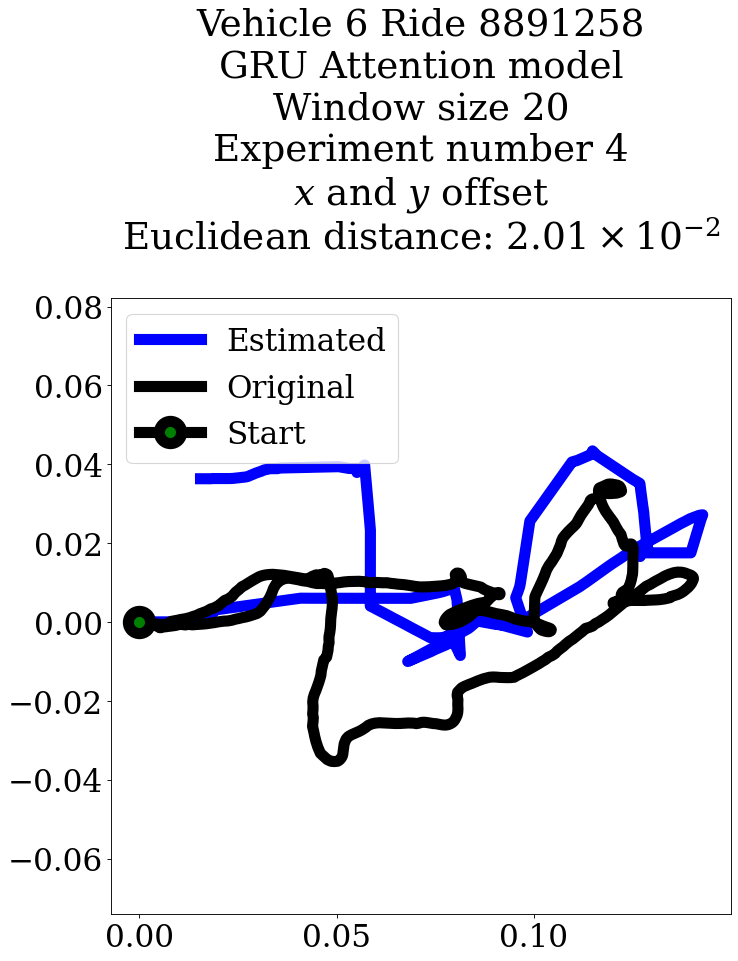 Vehicle 6 Ride 8891258
GRU Attention model
Window size 20
Experiment number 4
x and y offset
Euclidean distance: 2.01 × 10⁻²
Estimated
Original
Start
0.08
0.06
0.04
0.02
0.00
−0.02
−0.04
−0.06
0.00 0.05 0.10